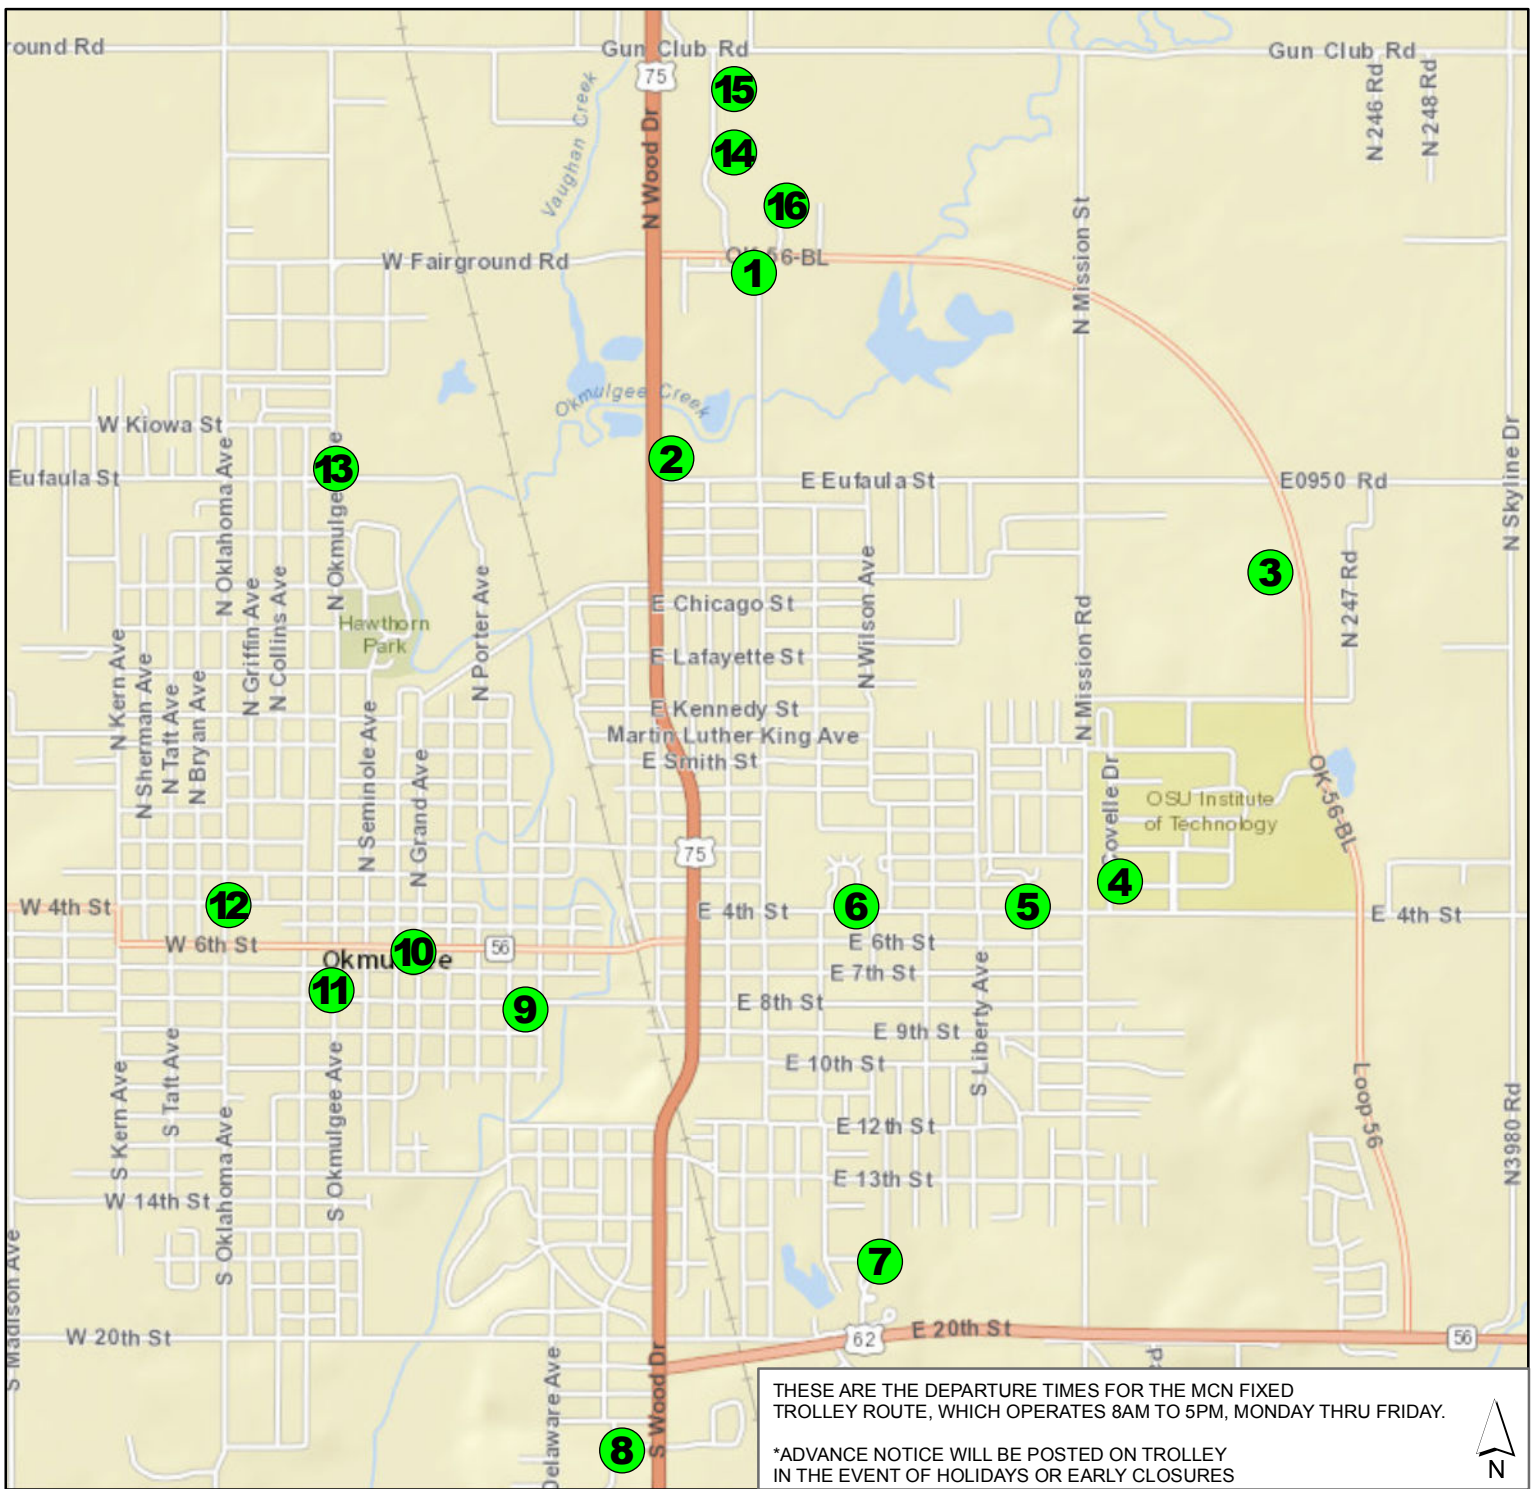 round Rd
Gun Club Rd
Gun Club Rd
75
15
N 246 Rd
N 248 Rd
Vaughan Creek
N Wood Dr
14
16
N Mission St
W Fairground Rd
OK-56-BL
1
Okmulgee Creek
W Kiowa St
N Skyline Dr
13
2
Eufaula St
E Eufaula St
E0950 Rd
N Oklahoma Ave
N Okmulge
3
N Griffin Ave
N Collins Ave
N Porter Ave
N Wilson Ave
N 247 Rd
E Chicago St
Hawthorn
Park
N Mission Rd
N Kern Ave
N Sherman Ave
N Taft Ave
N Bryan Ave
E Lafayette St
E Kennedy St
Martin Luther King Ave
E Smith St
N Seminole Ave
N Grand Ave
Covelle Dr
OSU Institute
of Technology
OK-56-BL
75
4
12
W 4th St
E 4th St
6
5
E 4th St
W 6th St
10
56
E 6th St
Okmu
e
11
E 7th St
9
E 8th St
S Liberty Ave
E 9th St
E 10th St
S Kern Ave
S Taft Ave
S Okmulgee Ave
Loop 56
N3980 Rd
E 12th St
S Oklahoma Ave
E 13th St
W 14th St
7
S Madison Ave
W 20th St
62
E 20th St
56
Delaware Ave
S Wood Dr
8
THESE ARE THE DEPARTURE TIMES FOR THE MCN FIXED
TROLLEY ROUTE, WHICH OPERATES 8AM TO 5PM, MONDAY THRU FRIDAY.
*ADVANCE NOTICE WILL BE POSTED ON TROLLEY
IN THE EVENT OF HOLIDAYS OR EARLY CLOSURES
N